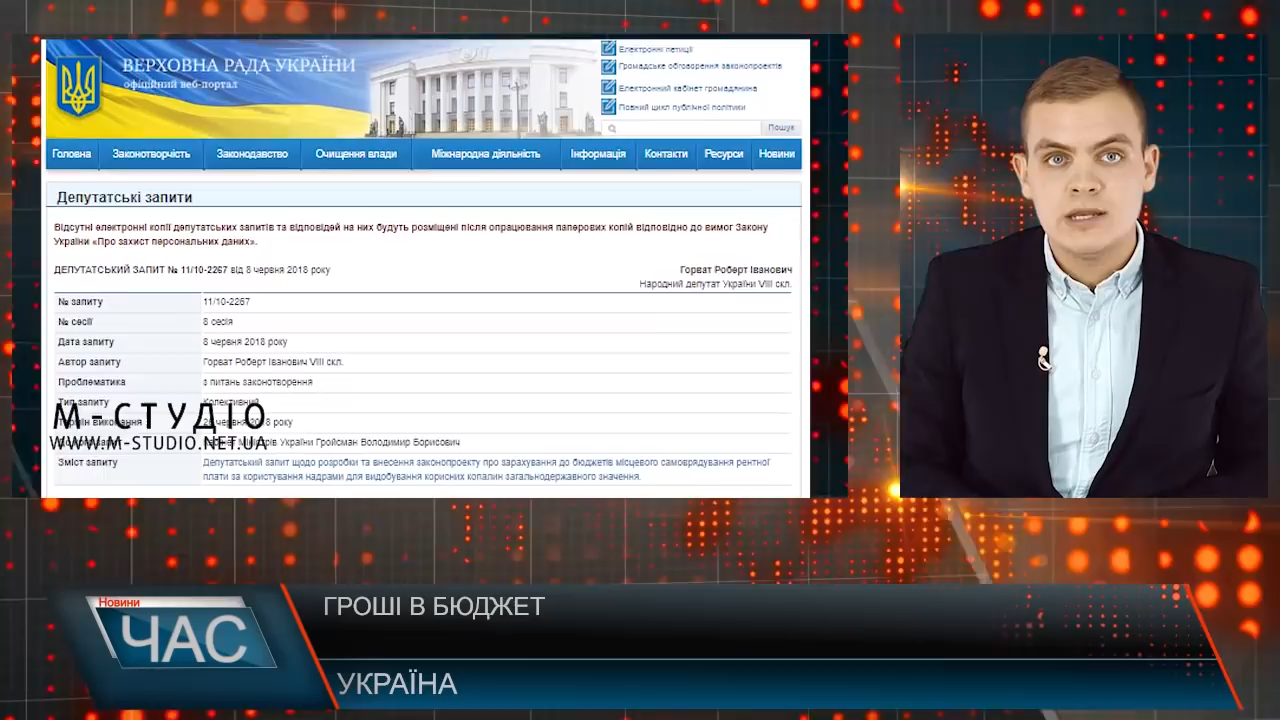 ВЕРХОВНА РАДА УКРАЇНИ
офіційний веб-портал
Електронні петиції
Громадське обговорення законопроектів
Електронний кабінет громадянина
Повний цикл публічної політики
Пошук
Головна Законотворчість Законодавство Очищення влади Міжнародна діяльність Інформація Контакти Ресурси Новини
Депутатські запити
Відсутні електронні копії депутатських запитів та відповідей на них будуть розміщені після опрацювання паперових копій відповідно до вимог Закону
України «Про захист персональних даних».
ДЕПУТАТСЬКИЙ ЗАПИТ № 11/10-2267 від 8 червня 2018 року
Горват Роберт Іванович
Народний депутат України VIII скл.
№ запиту 11/10-2267
№ сесії 8 сесія
Дата запиту 8 червня 2018 року
Автор запиту Горват Роберт Іванович VIII скл.
Проблематика з питань законотворення
Тип запиту Колективний
М-СТУДІО
виконання червня 2018 року
WWW.M-STUDIO.NET.UA
Міністрів України Гройсман Володимир Борисович
Зміст запиту Депутатський запит щодо розробки та внесення законопроекту про зарахування до бюджетів місцевого самоврядування рентної
плати за користування надрами для видобування корисних копалин загальнодержавного значення.
Новини
ЧАС
ГРОШІ В БЮДЖЕТ
УКРАЇНА